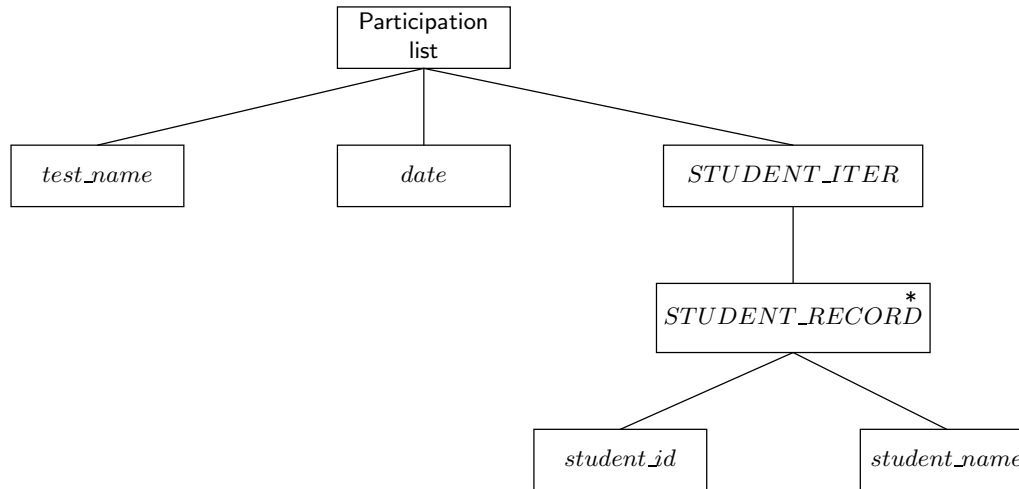 Participation
list
test_name
date
STUDENT_ITER
*
STUDENT_RECORD
student_id
student_name